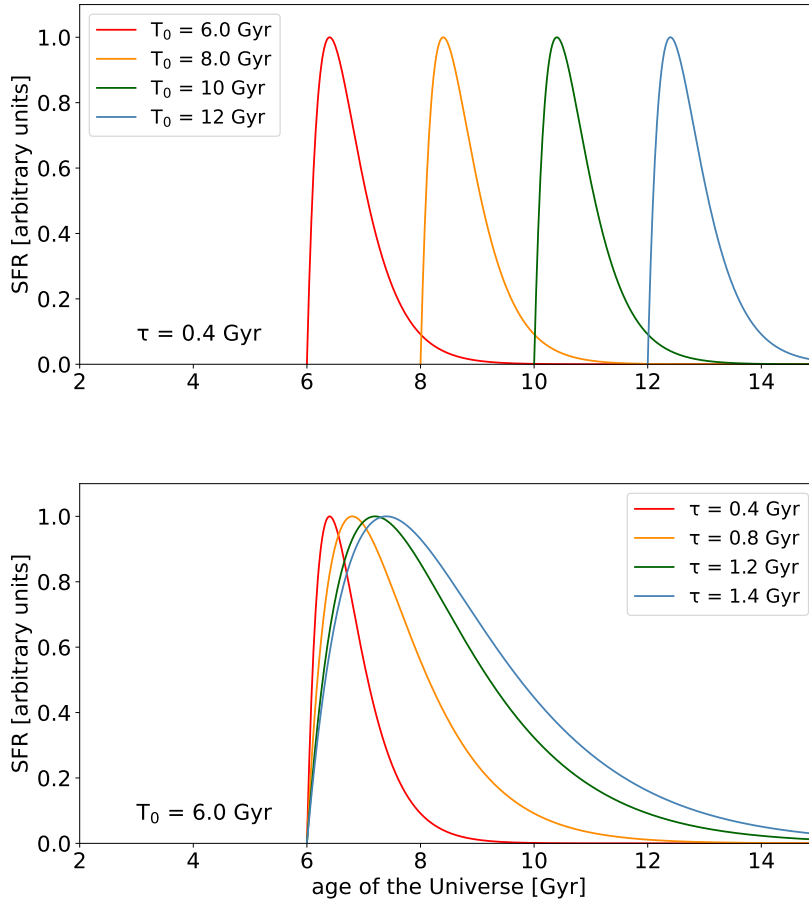 SFR [arbitrary units]
1.0
0.8
0.6
0.4
0.2
0.0
T₀ = 6.0 Gyr
T₀ = 8.0 Gyr
T₀ = 10 Gyr
T₀ = 12 Gyr
τ = 0.4 Gyr
2 4 6 8 10 12 14
SFR [arbitrary units]
1.0
0.8
0.6
0.4
0.2
0.0
τ = 0.4 Gyr
τ = 0.8 Gyr
τ = 1.2 Gyr
τ = 1.4 Gyr
T₀ = 6.0 Gyr
2 4 6 8 10 12 14
age of the Universe [Gyr]